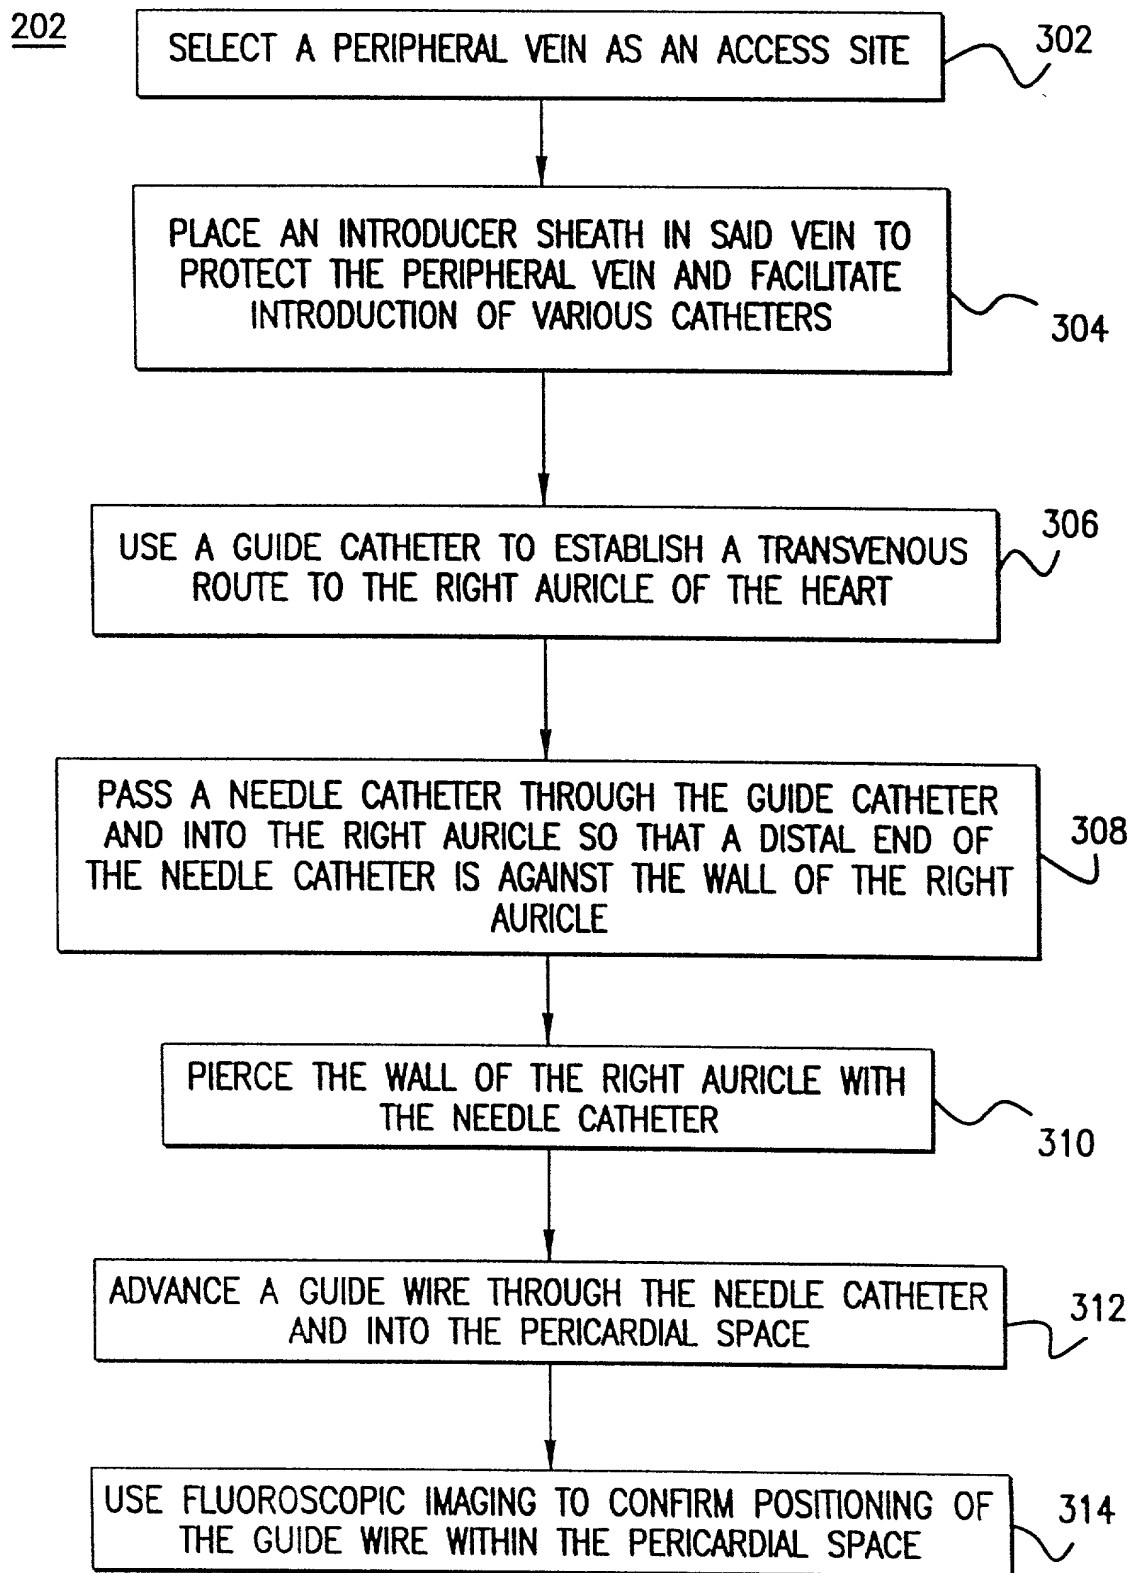 202
SELECT A PERIPHERAL VEIN AS AN ACCESS SITE
302
PLACE AN INTRODUCER SHEATH IN SAID VEIN TO
PROTECT THE PERIPHERAL VEIN AND FACILITATE
INTRODUCTION OF VARIOUS CATHETERS
304
306
USE A GUIDE CATHETER TO ESTABLISH A TRANSVENOUS
ROUTE TO THE RIGHT AURICLE OF THE HEART
PASS A NEEDLE CATHETER THROUGH THE GUIDE CATHETER
AND INTO THE RIGHT AURICLE SO THAT A DISTAL END OF
THE NEEDLE CATHETER IS AGAINST THE WALL OF THE RIGHT
AURICLE
308
PIERCE THE WALL OF THE RIGHT AURICLE WITH
THE NEEDLE CATHETER
310
ADVANCE A GUIDE WIRE THROUGH THE NEEDLE CATHETER
AND INTO THE PERICARDIAL SPACE
312
USE FLUOROSCOPIC IMAGING TO CONFIRM POSITIONING OF
THE GUIDE WIRE WITHIN THE PERICARDIAL SPACE
314